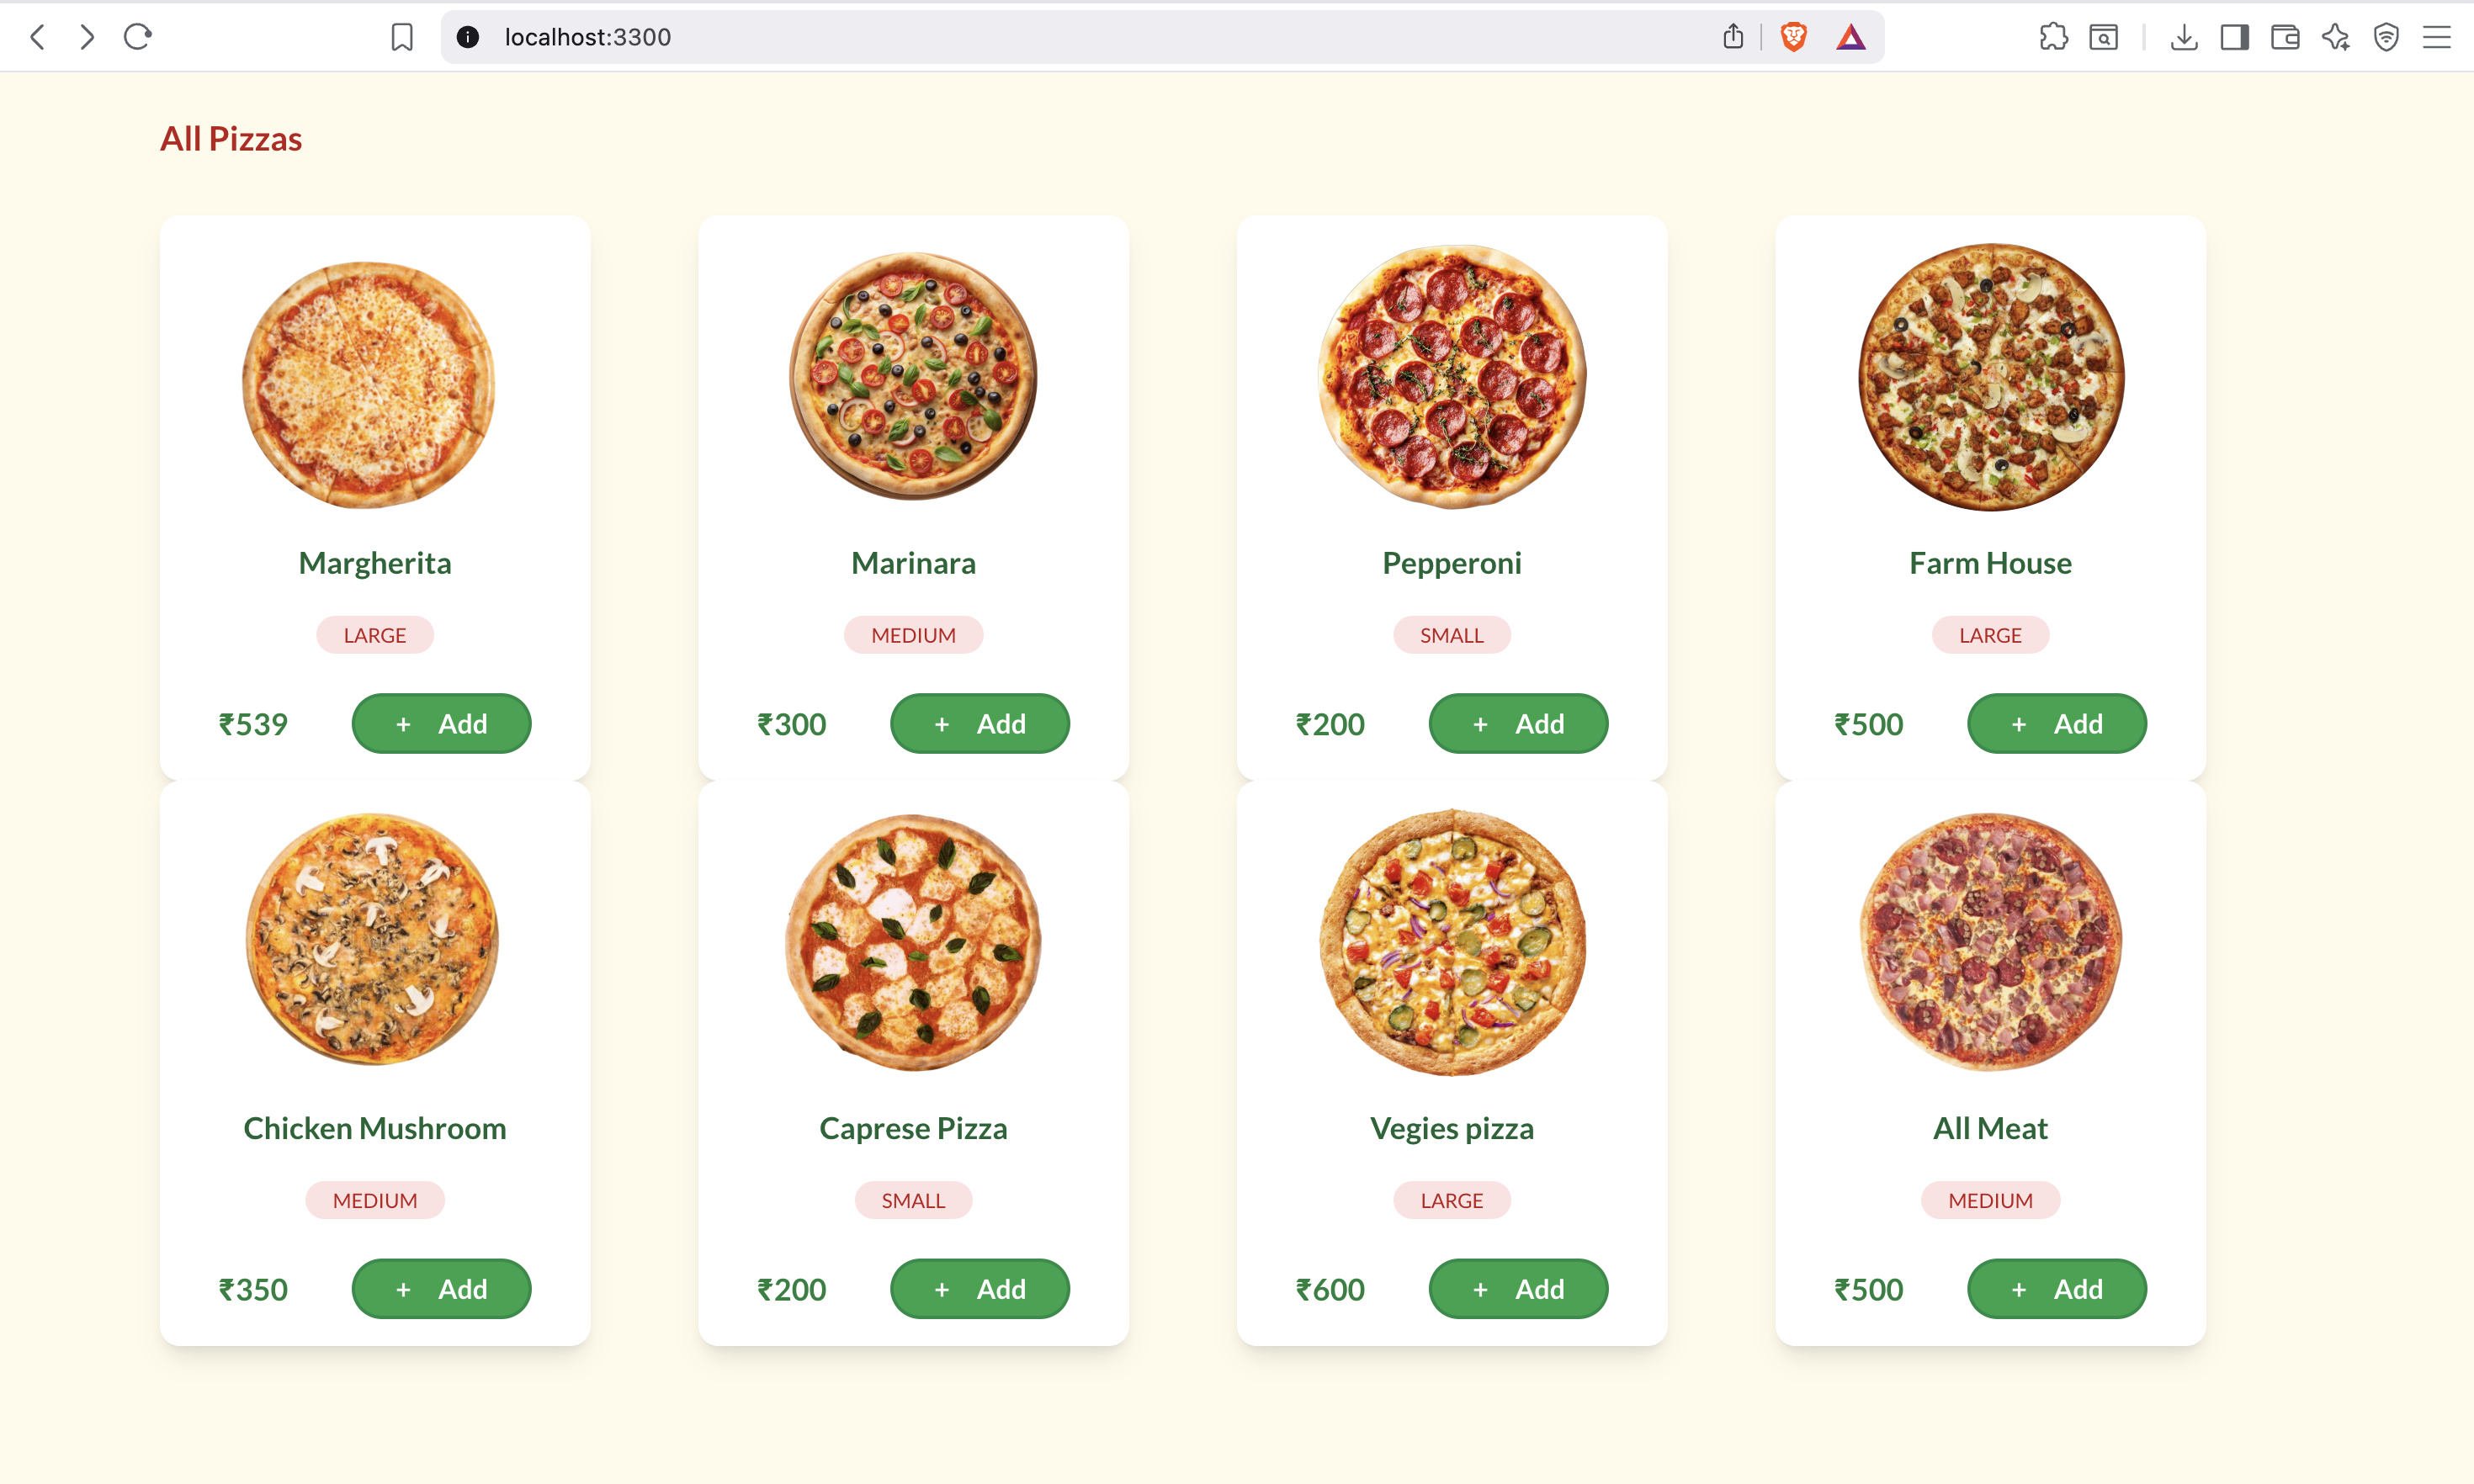 localhost:3300
All Pizzas
Margherita
LARGE
₹539
+ Add
Marinara
MEDIUM
₹300
+ Add
Pepperoni
SMALL
₹200
+ Add
Farm House
LARGE
₹500
+ Add
Chicken Mushroom
MEDIUM
₹350
+ Add
Caprese Pizza
SMALL
₹200
+ Add
Vegies pizza
LARGE
₹600
+ Add
All Meat
MEDIUM
₹500
+ Add